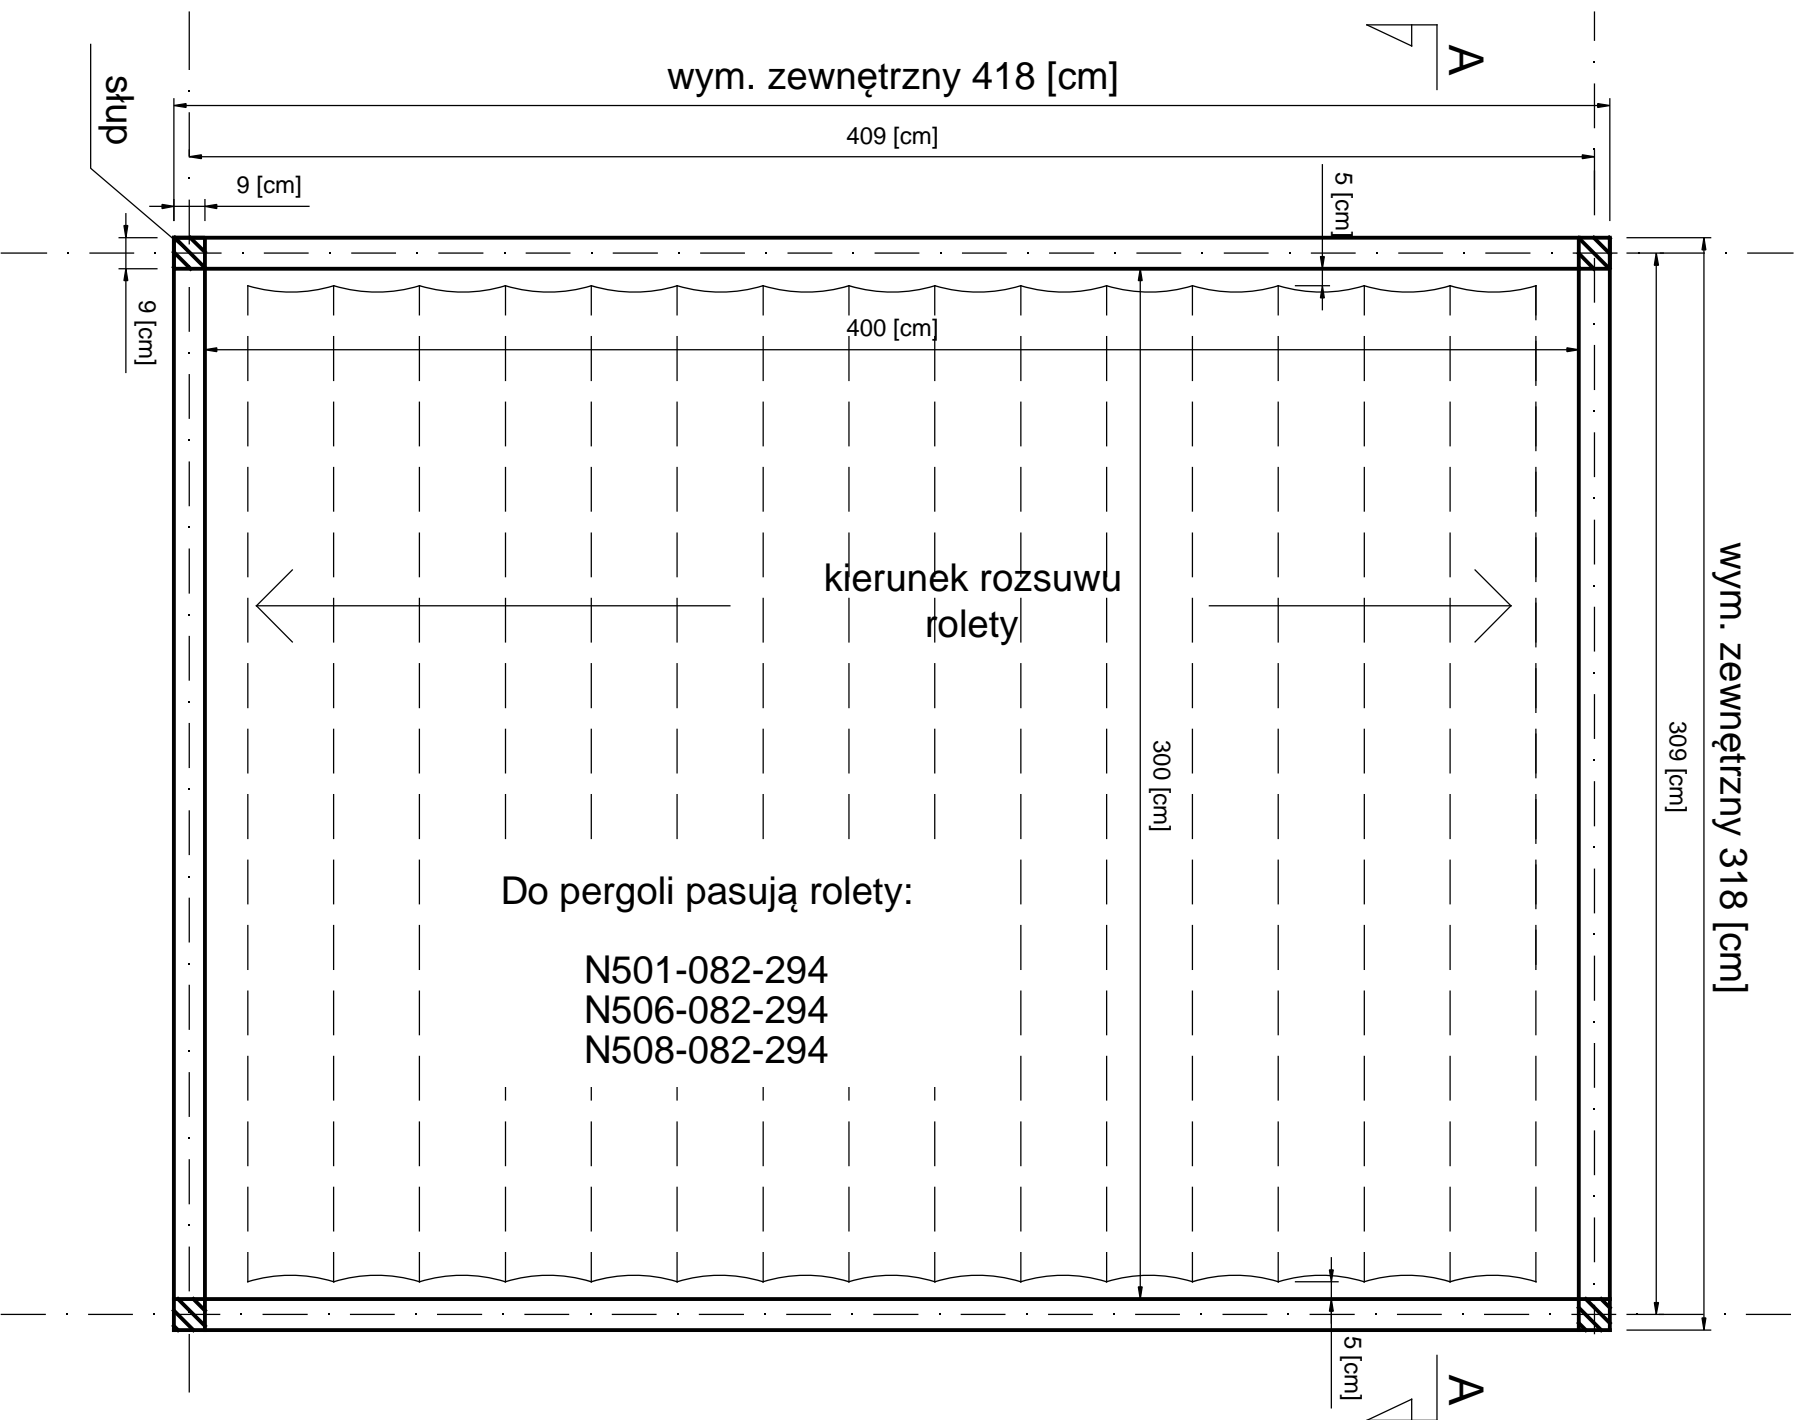 A
wym. zewnętrzny 418 [cm]
słup
409 [cm]
9 [cm]
5 [cm]
9 [cm]
400 [cm]
kierunek rozsuwu
rolety
wym. zewnętrzny 318 [cm]
309 [cm]
300 [cm]
Do pergoli pasują rolety:
N501-082-294
N506-082-294
N508-082-294
5 [cm]
A